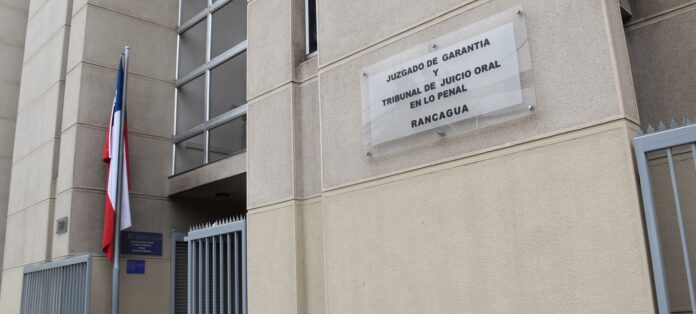 JUZGADO DE GARANTIA
Y
TRIBUNAL DE JUICIO ORAL
EN LO PENAL
RANCAGUA